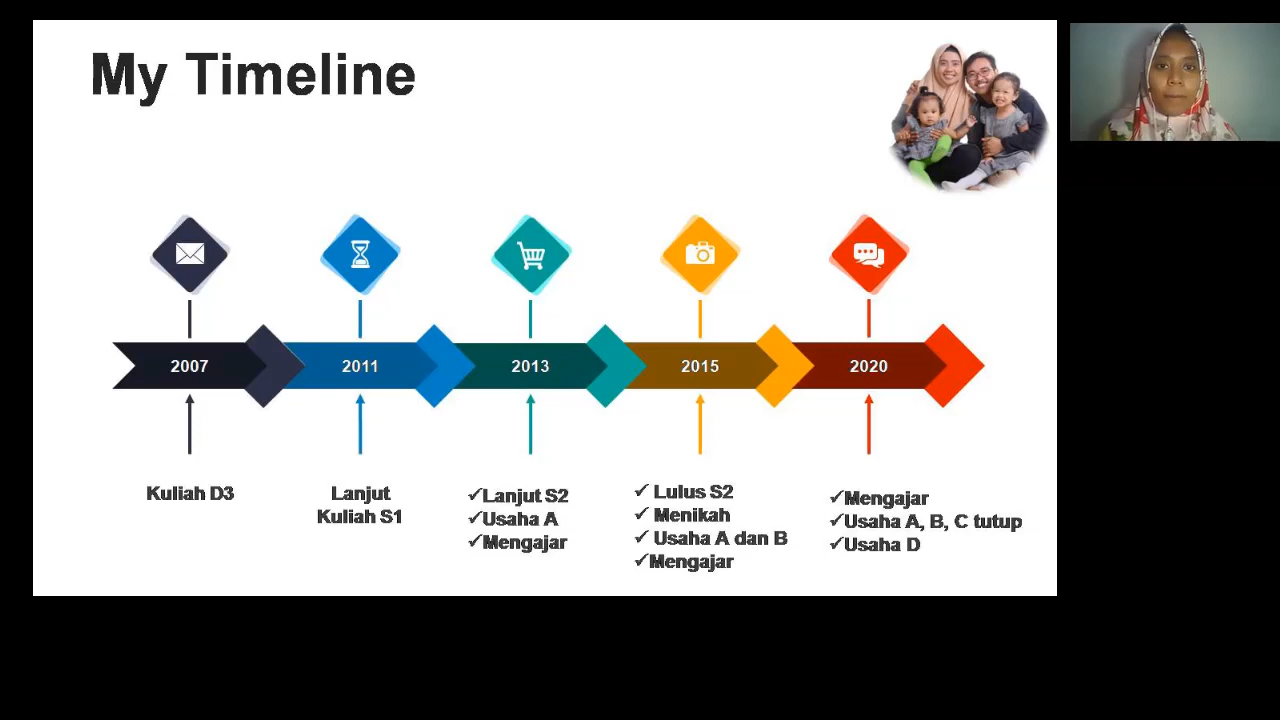 My Timeline
2007
2011
2013
2015
2020
Kuliah D3
Lanjut
Kuliah S1
✓Lanjut S2
✓Usaha A
✓Mengajar
✓ Lulus S2
✓ Menikah
✓ Usaha A dan B
✓Mengajar
✓Mengajar
✓Usaha A, B, C tutup
✓Usaha D